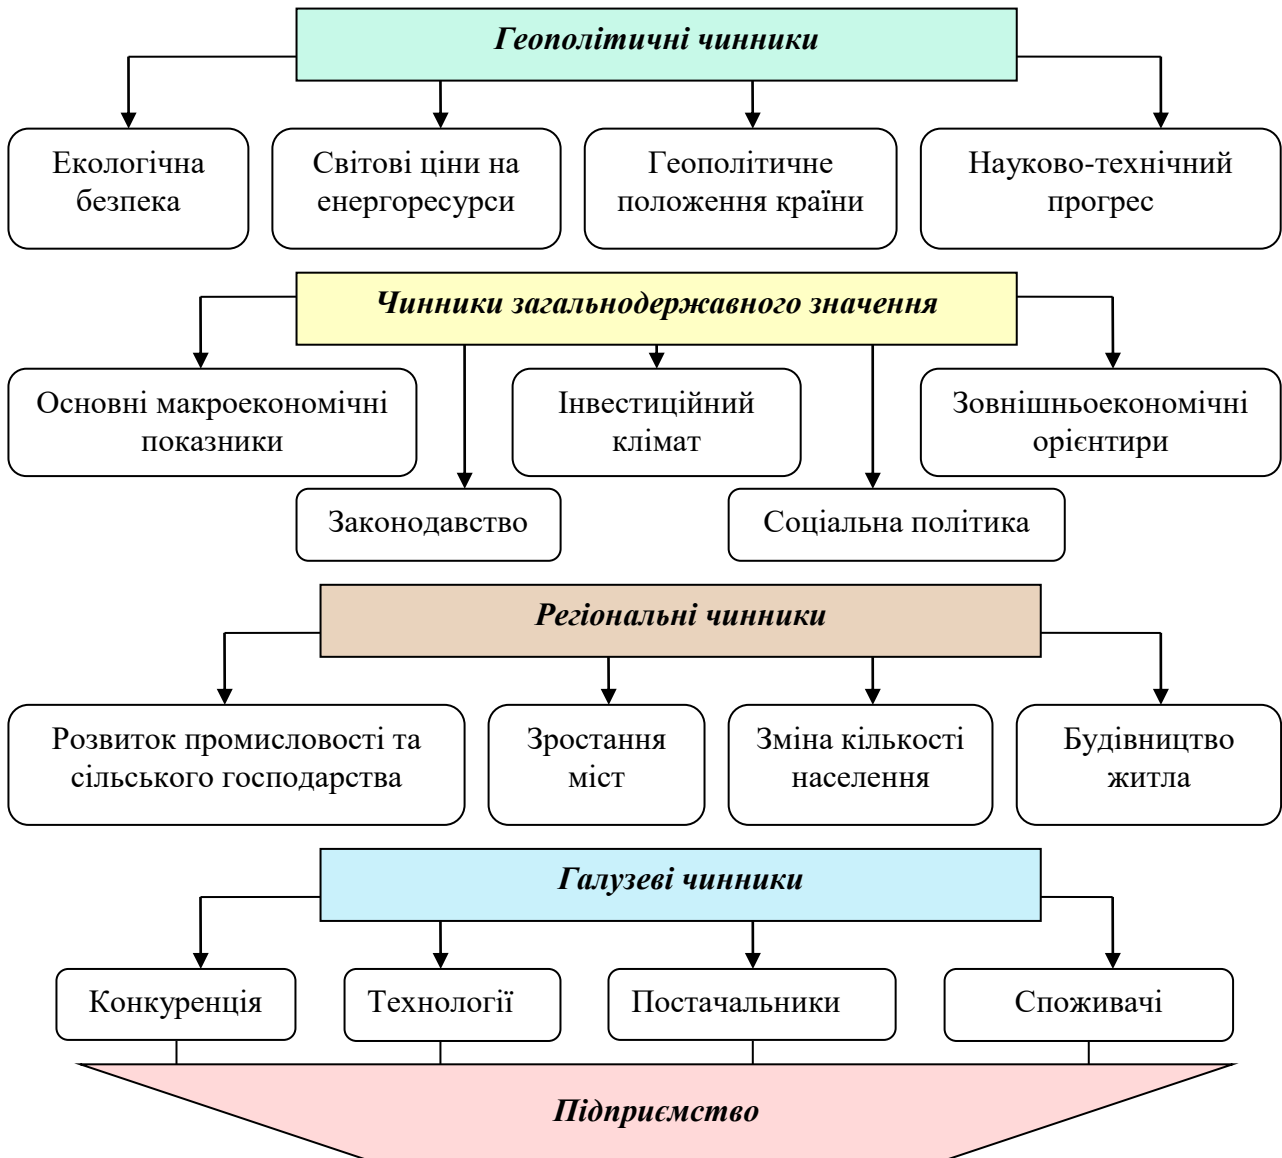 Геополітичні чинники
Екологічна
безпека
Світові ціни на
енергоресурси
Геополітичне
положення країни
Науково-технічний
прогрес
Чинники загальнодержавного значення
Основні макроекономічні
показники
Інвестиційний
клімат
Зовнішньоекономічні
орієнтири
Законодавство
Соціальна політика
Регіональні чинники
Розвиток промисловості та
сільського господарства
Зростання
міст
Зміна кількості
населення
Будівництво
житла
Галузеві чинники
Конкуренція
Технології
Постачальники
Споживачі
Підприємство